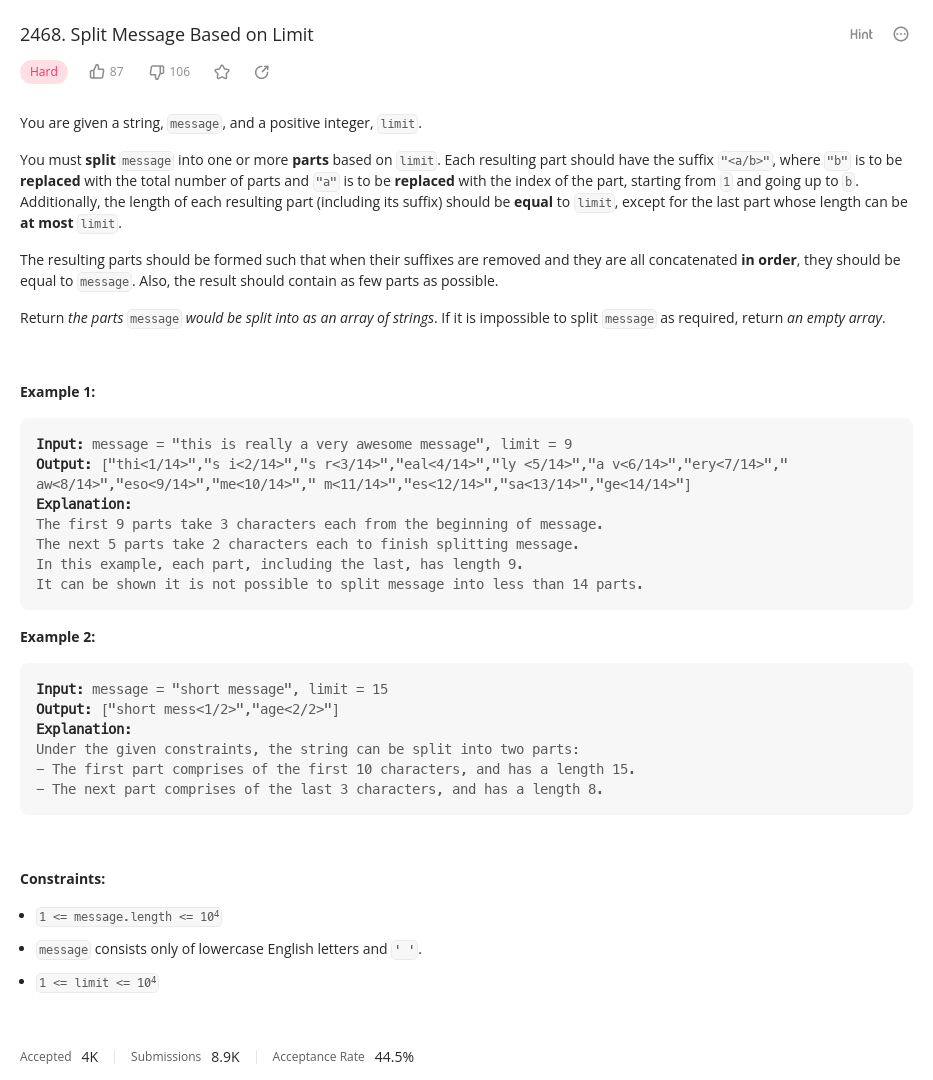 2468. Split Message Based on Limit
Hint
Hard 87 106
You are given a string, message, and a positive integer, limit.
You must split message into one or more parts based on limit. Each resulting part should have the suffix "<a/b>", where "b" is to be
replaced with the total number of parts and "a" is to be replaced with the index of the part, starting from 1 and going up to b.
Additionally, the length of each resulting part (including its suffix) should be equal to limit, except for the last part whose length can be
at most limit.
The resulting parts should be formed such that when their suffixes are removed and they are all concatenated in order, they should be
equal to message. Also, the result should contain as few parts as possible.
Return the parts message would be split into as an array of strings. If it is impossible to split message as required, return an empty array.
Example 1:
Input: message = "this is really a very awesome message", limit = 9
Output: ["thi<1/14>","s i<2/14>","s r<3/14>","eal<4/14>","ly <5/14>","a v<6/14>","ery<7/14>","
aw<8/14>","eso<9/14>","me<10/14>"," m<11/14>","es<12/14>","sa<13/14>","ge<14/14>"]
Explanation:
The first 9 parts take 3 characters each from the beginning of message.
The next 5 parts take 2 characters each to finish splitting message.
In this example, each part, including the last, has length 9.
It can be shown it is not possible to split message into less than 14 parts.
Example 2:
Input: message = "short message", limit = 15
Output: ["short mess<1/2>","age<2/2>"]
Explanation:
Under the given constraints, the string can be split into two parts:
– The first part comprises of the first 10 characters, and has a length 15.
– The next part comprises of the last 3 characters, and has a length 8.
Constraints:
• 1 <= message.length <= 10⁴
• message consists only of lowercase English letters and ' '.
• 1 <= limit <= 10⁴
Accepted 4K Submissions 8.9K Acceptance Rate 44.5%